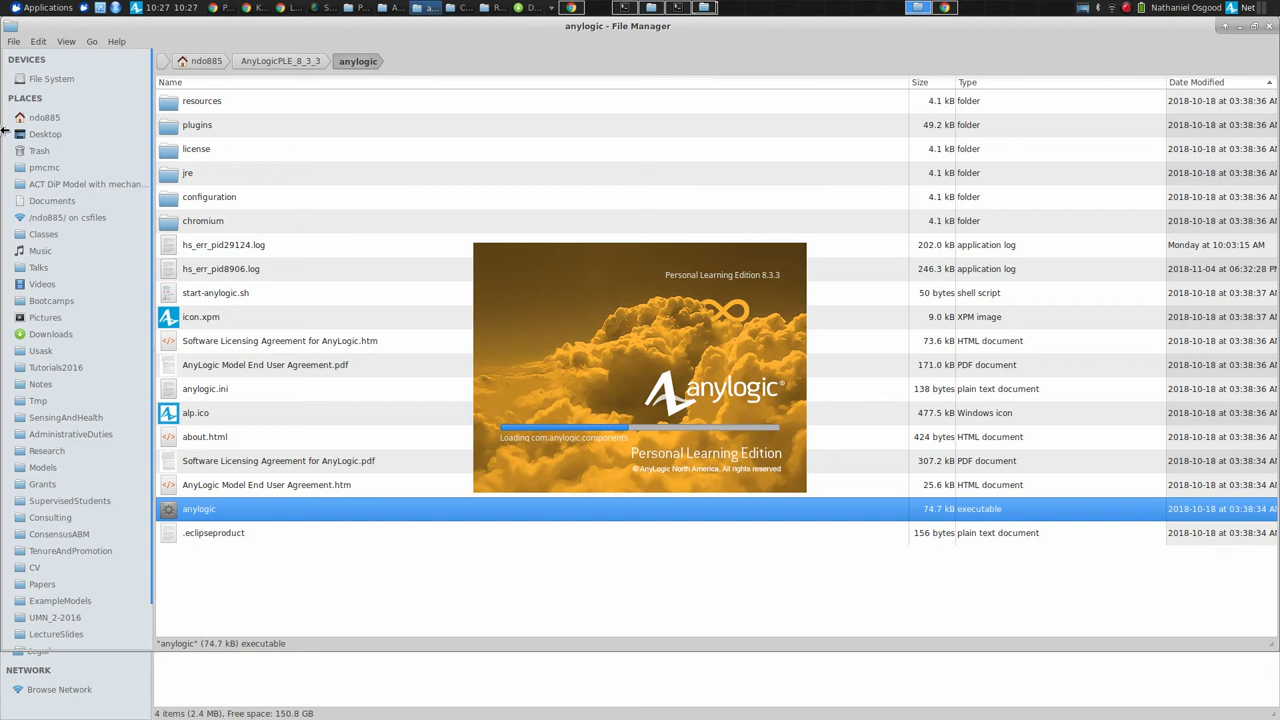 Applications
10:27
10:27
P...
K...
S...
P...
A...
a...
C...
R...
D...
Nathaniel Osgood
Net
anylogic - File Manager
File Edit View Go Help
DEVICES
File System
PLACES
ndo885
Desktop
Trash
pmcmc
ACT DiP Model with mechan...
Documents
/ndo885/ on csfiles
Classes
Music
Talks
Videos
Bootcamps
Pictures
Downloads
Usask
Tutorials2016
Notes
Tmp
SensingAndHealth
AdministrativeDuties
Research
Models
Grants
SupervisedStudents
Consulting
ConsensABM
TenureAndPromotion
CV
Papers
ExampleModels
UMN_2-2016
LectureSlides
Legal
NETWORK
Browse Network
ndo885 AnyLogicPLE_8_3_3 anylogic
Name Size Type Date Modified
resources 4.1 kB folder 2018-10-18 at 03:38:36 AM
plugins 49.2 kB folder 2018-10-18 at 03:38:36 AM
license 4.1 kB folder 2018-10-18 at 03:38:36 AM
jre 4.1 kB folder 2018-10-18 at 03:38:36 AM
configuration 4.1 kB folder 2018-10-18 at 03:38:36 AM
chromium 4.1 kB folder 2018-10-18 at 03:38:36 AM
hs_err_pid29124.log 202.0 kB application log Monday at 10:03:15 AM
hs_err_pid8906.log 246.3 kB application log 2018-11-04 at 06:32:28 PM
start-anylogic.sh 50 bytes shell script 2018-10-18 at 03:38:37 AM
icon.xpm 9.0 kB XPM image 2018-10-18 at 03:38:37 AM
Software Licensing Agreement for AnyLogic.htm 73.6 kB HTML document 2018-10-18 at 03:38:37 AM
AnyLogic Model End User Agreement.pdf 171.0 kB PDF document 2018-10-18 at 03:38:37 AM
anylogic.ini 138 bytes plain text document 2018-10-18 at 03:38:37 AM
alp.ico 477.5 kB Windows icon 2018-10-18 at 03:38:37 AM
about.html 424 bytes HTML document 2018-10-18 at 03:38:37 AM
Software Licensing Agreement for AnyLogic.pdf 307.2 kB PDF document 2018-10-18 at 03:38:34 AM
AnyLogic Model End User Agreement.htm 25.6 kB HTML document 2018-10-18 at 03:38:34 AM
anylogic 74.7 kB executable 2018-10-18 at 03:38:34 AM
.eclipseproduct 156 bytes plain text document 2018-10-18 at 03:38:34 AM
Personal Learning Edition 8.3.3
anylogic®
Loading com.anylogic.components
Personal Learning Edition
© AnyLogic North America. All rights reserved
"anylogic" (74.7 kB) executable
4 items (2.4 MB), Free space: 150.8 GB